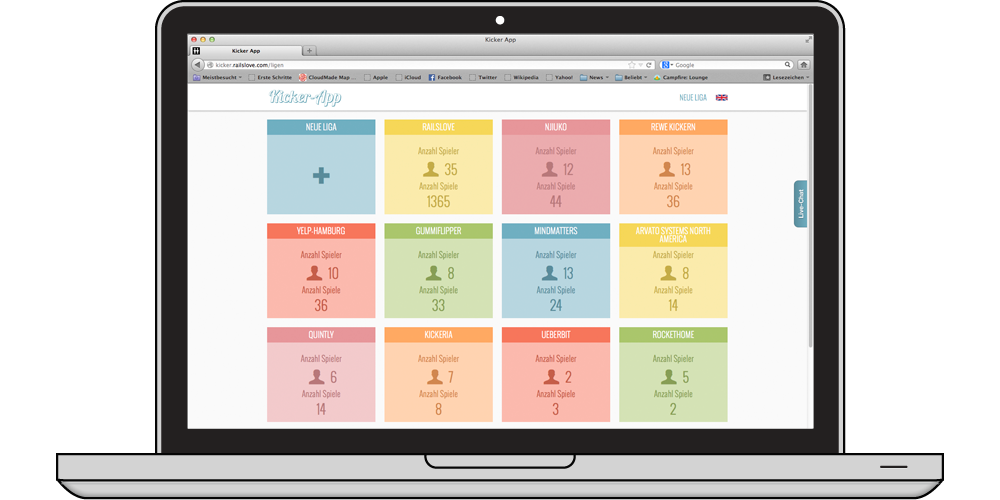 Kicker App
Kicker App
kicker.railslove.com/ligen
Google
Meistbesucht
Erste Schritte
CloudMade Map ...
Apple
iCloud
Facebook
Twitter
Wikipedia
Yahoo!
News
Beliebt
Campfire: Lounge
Lesezeichen
Kicker-App
NEUE LIGA
NEUE LIGA
RAILSLOVE
Anzahl Spieler
35
Anzahl Spiele
1365
NJIUKO
Anzahl Spieler
12
Anzahl Spiele
44
REWE KICKERN
Anzahl Spieler
13
Anzahl Spiele
36
YELP-HAMBURG
Anzahl Spieler
10
Anzahl Spiele
36
GUMMIFLIPPER
Anzahl Spieler
8
Anzahl Spiele
33
MINDMATTERS
Anzahl Spieler
13
Anzahl Spiele
24
ARVATO SYSTEMS NORTH
AMERICA
Anzahl Spieler
8
Anzahl Spiele
14
QUINTLY
Anzahl Spieler
6
Anzahl Spiele
14
KICKERIA
Anzahl Spieler
7
Anzahl Spiele
8
UEBERBIT
Anzahl Spieler
2
Anzahl Spiele
3
ROCKETHOME
Anzahl Spieler
5
Anzahl Spiele
2
Live-Chat